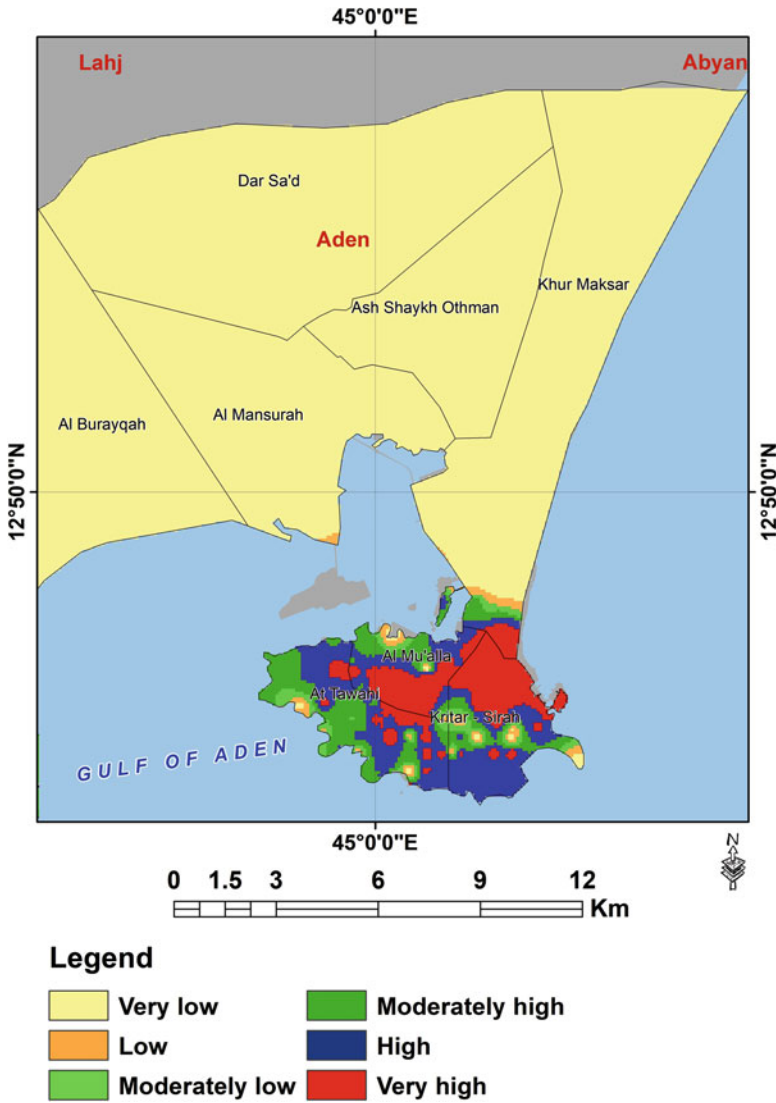 45°0'0"E
Lahj
Abyan
Dar Sa'd
Aden
Khur Maksar
Ash Shaykh Othman
Al Burayqah
Al Mansurah
12°50'0"N
12°50'0"N
Al Mu'alla
At Tawahi
Kritar - Sirah
GULF OF ADEN
45°0'0"E
N
0 1.5 3 6 9 12
Km
Legend
Very low
Moderately high
Low
High
Moderately low
Very high